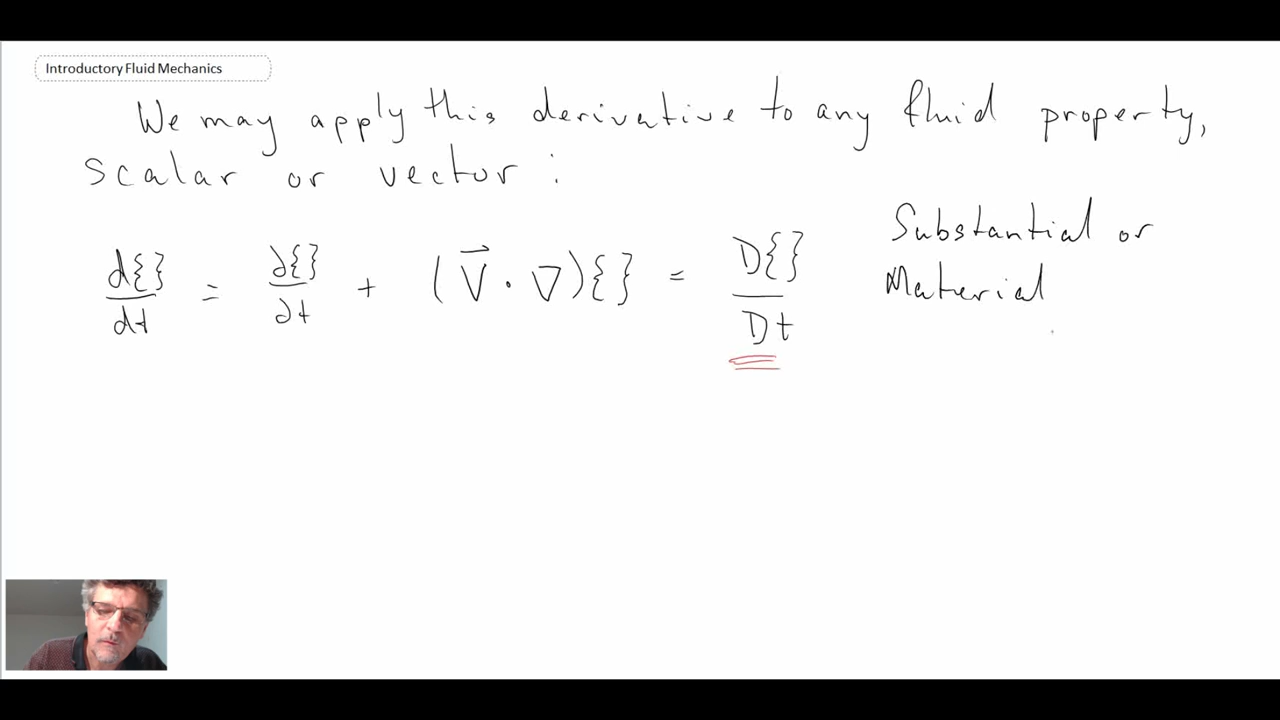 Introductory Fluid Mechanics
We may apply this derivative to any fluid property,
scalar or vector :
d{}/dt = ∂{}/∂t + (V⃗ · ∇){} = D{}/Dt
Substantial or
Material